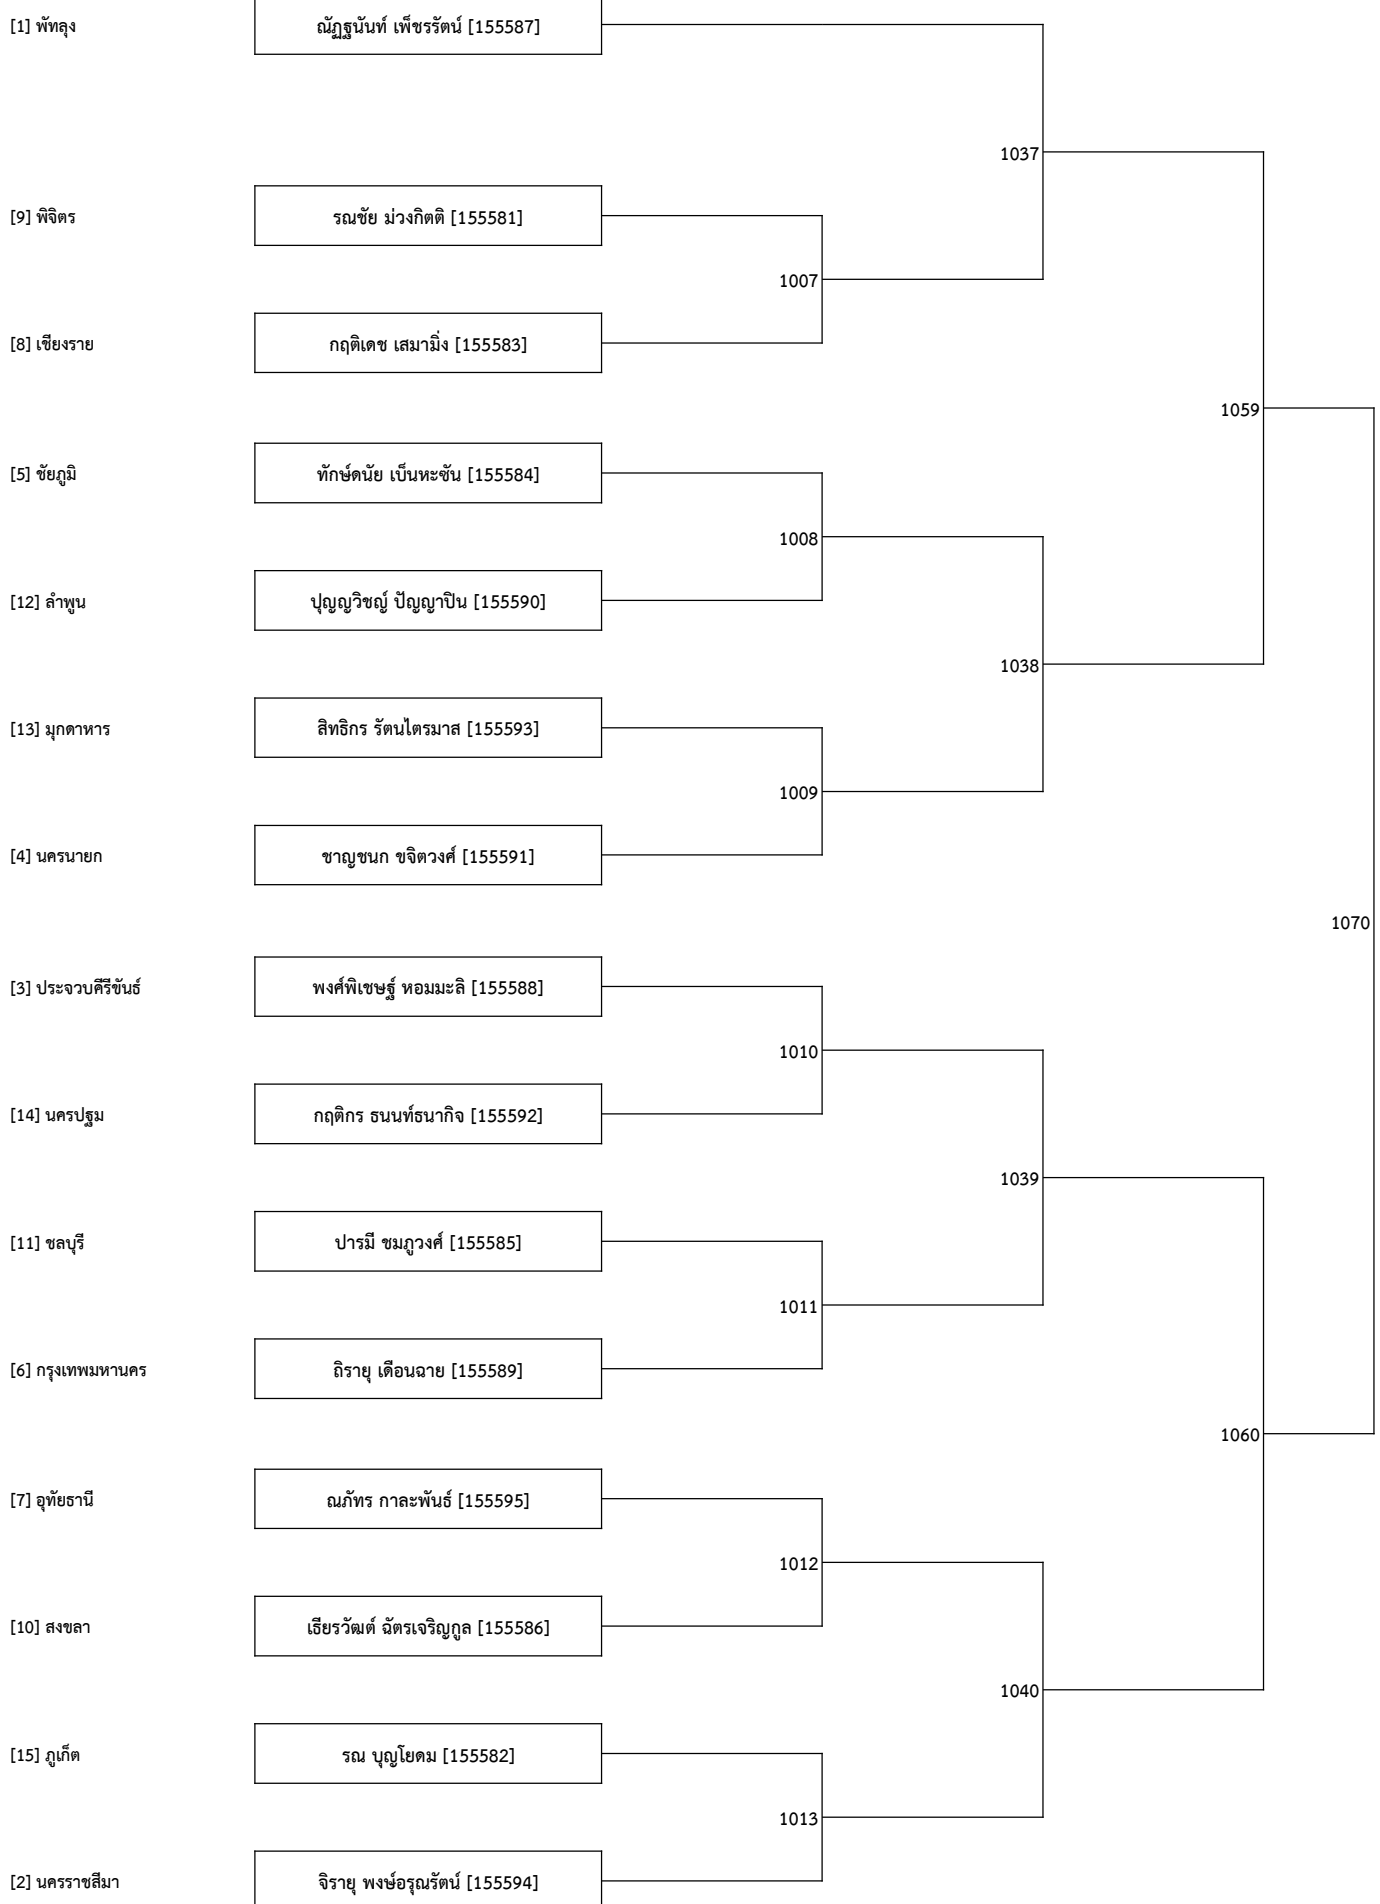 [1] พัทลุง ณัฏฐนันท์ เพ็ชรรัตน์ [155587]
1037
[9] พิจิตร รณชัย ม่วงกิตติ [155581]
1007
[8] เชียงราย กฤติเดช เสมามิ่ง [155583]
1059
[5] ชัยภูมิ ทักษ์ดนัย เบ็นหะซัน [155584]
1008
[12] ลำพูน ปุญญวิชญ์ ปัญญาปิน [155590]
1038
[13] มุกดาหาร สิทธิกร รัตนไตรมาส [155593]
1009
[4] นครนายก ชาญชนก ขจิตวงศ์ [155591]
1070
[3] ประจวบคีรีขันธ์ พงศ์พิเชษฐ์ หอมมะลิ [155588]
1010
[14] นครปฐม กฤติกร ธนนท์ธนากิจ [155592]
1039
[11] ชลบุรี ปารมี ชมภูวงศ์ [155585]
1011
[6] กรุงเทพมหานคร ถิรายุ เดือนฉาย [155589]
1060
[7] อุทัยธานี ณภัทร กาละพันธ์ [155595]
1012
[10] สงขลา เธียรวัฒต์ ฉัตรเจริญกูล [155586]
1040
[15] ภูเก็ต รณ บุญโยดม [155582]
1013
[2] นครราชสีมา จิรายุ พงษ์อรุณรัตน์ [155594]